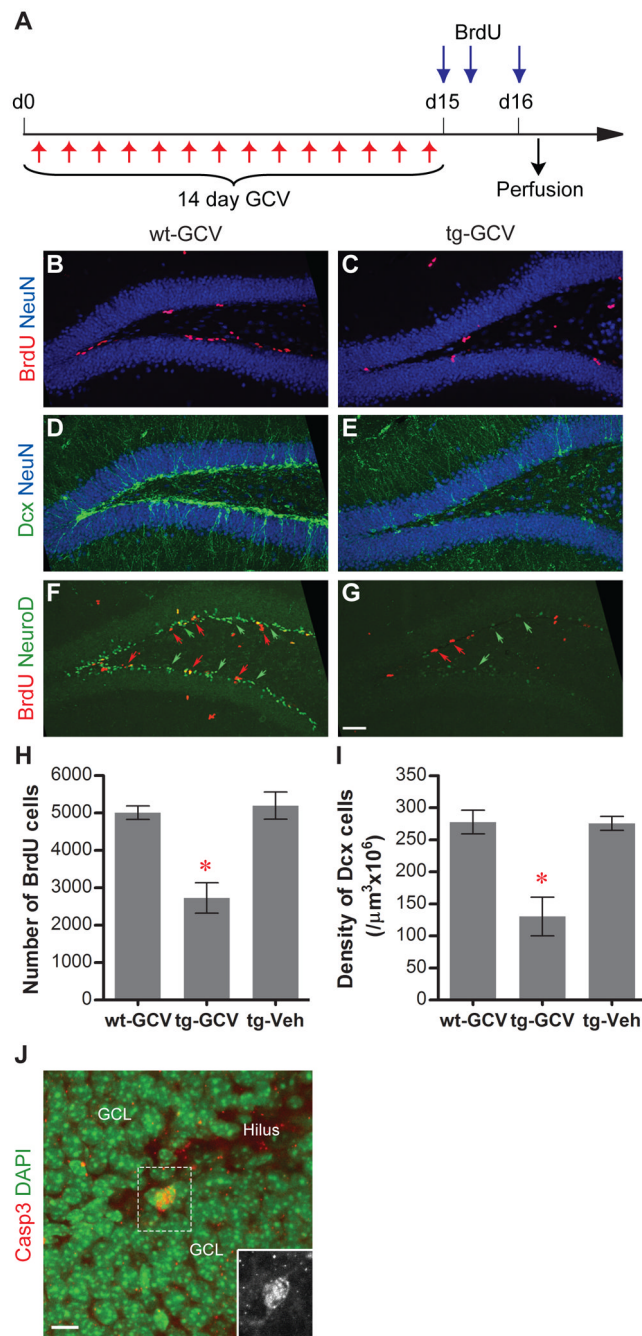 A
BrdU
d0
d15
d16
14 day GCV
Perfusion
wt-GCV
tg-GCV
B
C
BrdU NeuN
D
E
Dcx NeuN
F
G
BrdU NeuroD
H
Number of BrdU cells
6000
5000
4000
3000
2000
1000
0
*
wt-GCV tg-GCV tg-Veh
I
Density of Dcx cells
(/μm³x10⁶)
350
300
250
200
150
100
50
0
*
wt-GCV tg-GCV tg-Veh
J
Casp3 DAPI
GCL
Hilus
GCL